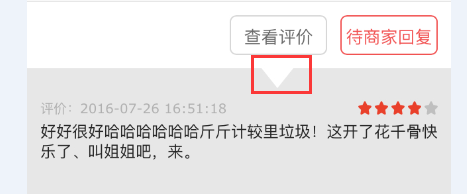 查看评价 待商家回复
评价：2016-07-26 16:51:18
好好很好哈哈哈哈哈哈斤斤计较里垃圾！这开了花千骨快
乐了、叫姐姐吧，来。